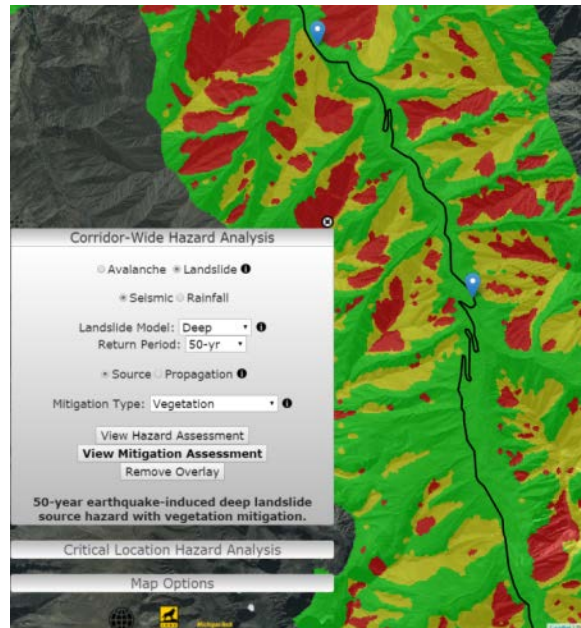 Corridor-Wide Hazard Analysis
Avalanche Landslide
Seismic Rainfall
Landslide Model: Deep
Return Period: 50-yr
Source Propagation
Mitigation Type: Vegetation
View Hazard Assessment
View Mitigation Assessment
Remove Overlay
50-year earthquake-induced deep landslide
source hazard with vegetation mitigation.
Critical Location Hazard Analysis
Map Options